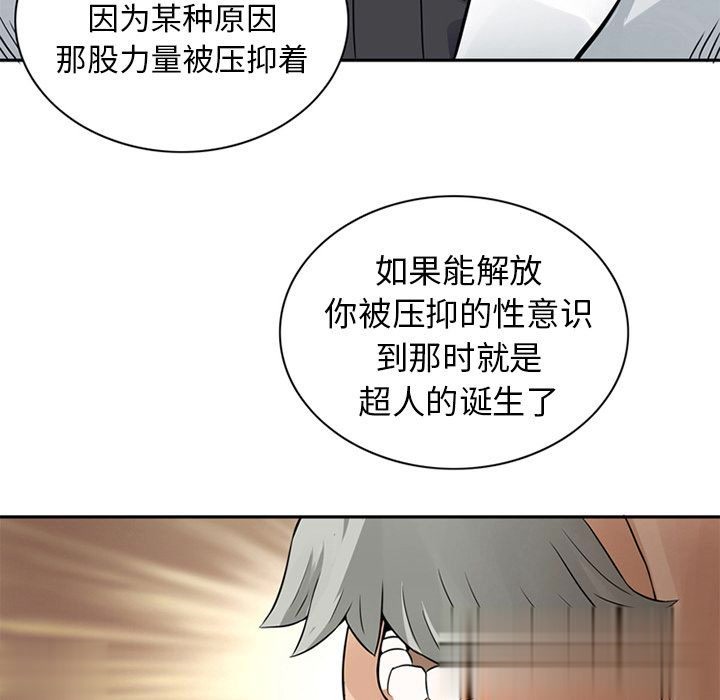 因为某种原因
那股力量被压抑着
如果能解放
你被压抑的性意识
到那时就是
超人的诞生了